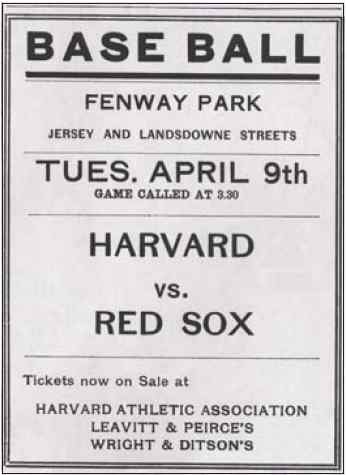 BASE BALL
FENWAY PARK
JERSEY AND LANDSDOWNE STREETS
TUES. APRIL 9th
GAME CALLED AT 3.30
HARVARD
vs.
RED SOX
Tickets now on Sale at
HARVARD ATHLETIC ASSOCIATION
LEAVITT & PEIRCE'S
WRIGHT & DITSON'S